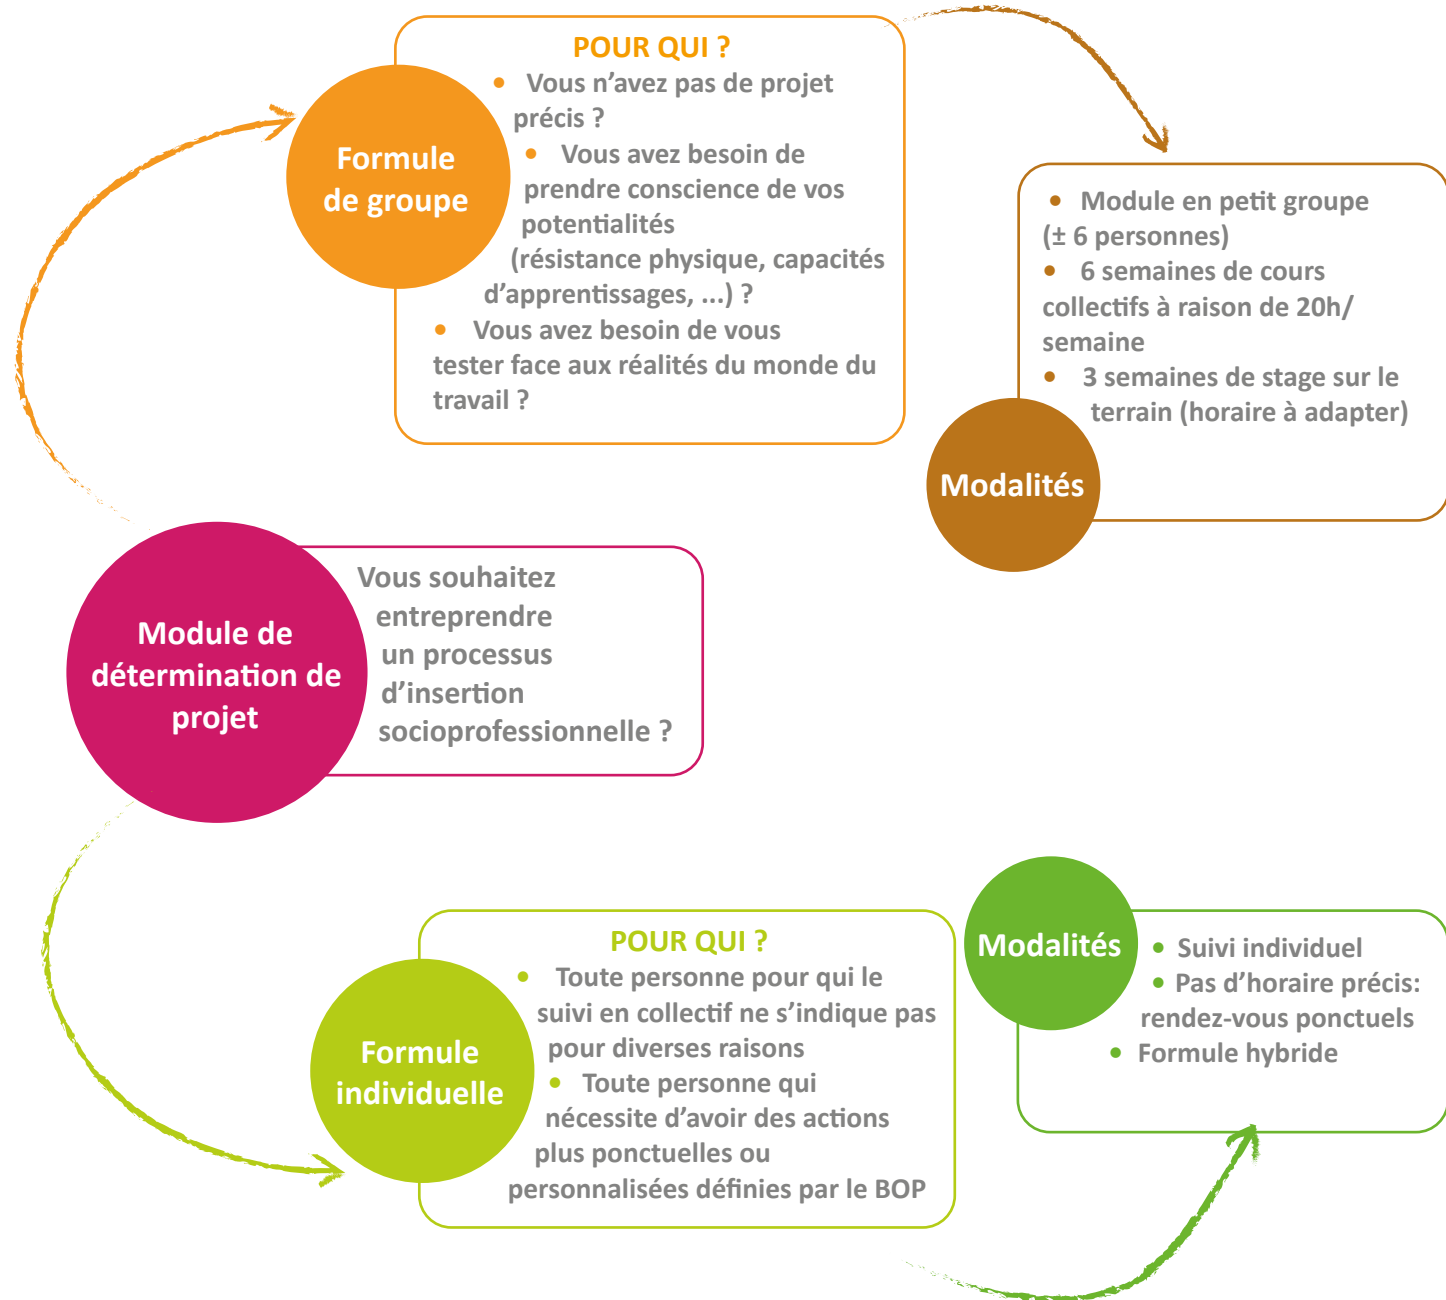 POUR QUI ?
• Vous n’avez pas de projet
précis ?
• Vous avez besoin de
prendre conscience de vos
potentialités
(résistance physique, capacités
d’apprentissages, ...) ?
• Vous avez besoin de vous
tester face aux réalités du monde du
travail ?
Formule
de groupe
• Module en petit groupe
(± 6 personnes)
• 6 semaines de cours
collectifs à raison de 20h/
semaine
• 3 semaines de stage sur le
terrain (horaire à adapter)
Modalités
Module de
détermination de
projet
Vous souhaitez
entreprendre
un processus
d’insertion
socioprofessionnelle ?
POUR QUI ?
• Toute personne pour qui le
suivi en collectif ne s’indique pas
pour diverses raisons
• Toute personne qui
nécessite d’avoir des actions
plus ponctuelles ou
personnalisées définies par le BOP
Formule
individuelle
Modalités
• Suivi individuel
• Pas d’horaire précis:
rendez-vous ponctuels
• Formule hybride